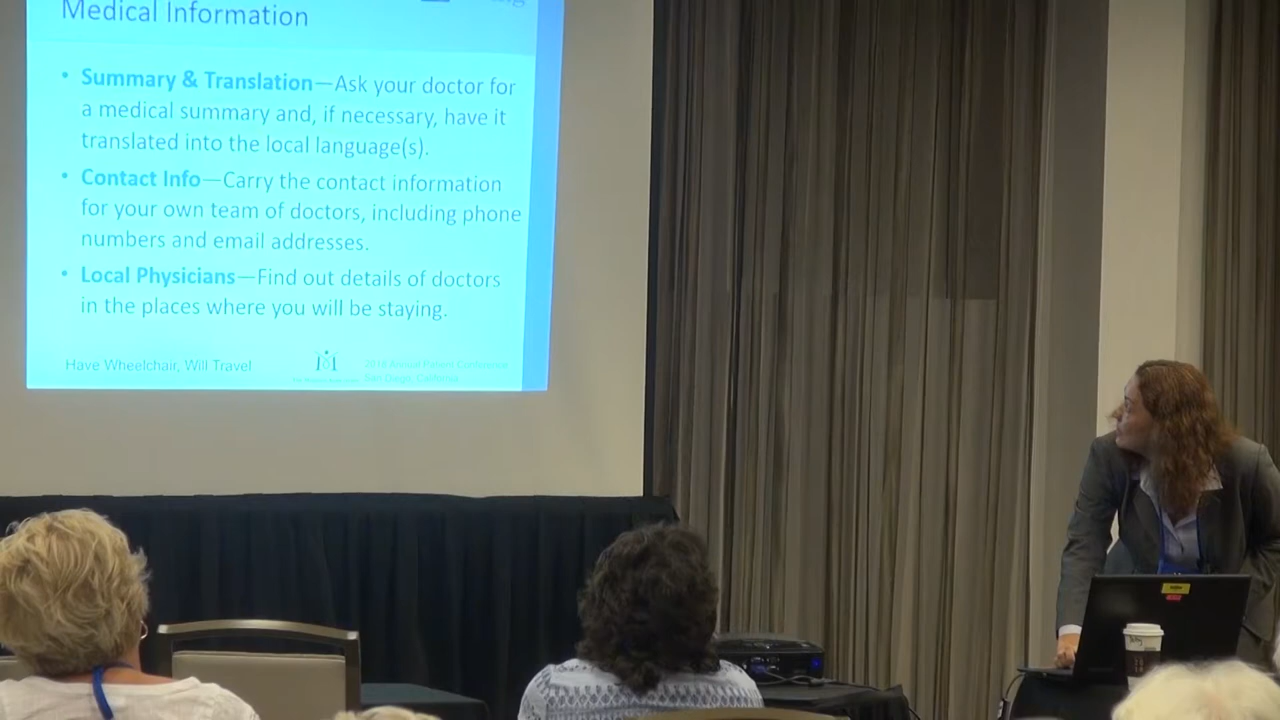 Medical Information
• Summary & Translation—Ask your doctor for
a medical summary and, if necessary, have it
translated into the local language(s).
• Contact Info—Carry the contact information
for your own team of doctors, including phone
numbers and email addresses.
• Local Physicians—Find out details of doctors
in the places where you will be staying.
Have Wheelchair, Will Travel
2018 Annual Patient Conference
San Diego, California